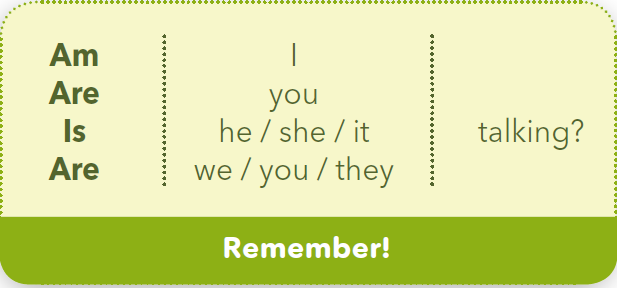 Am I
Are you
Is he / she / it talking?
Are we / you / they
Remember!